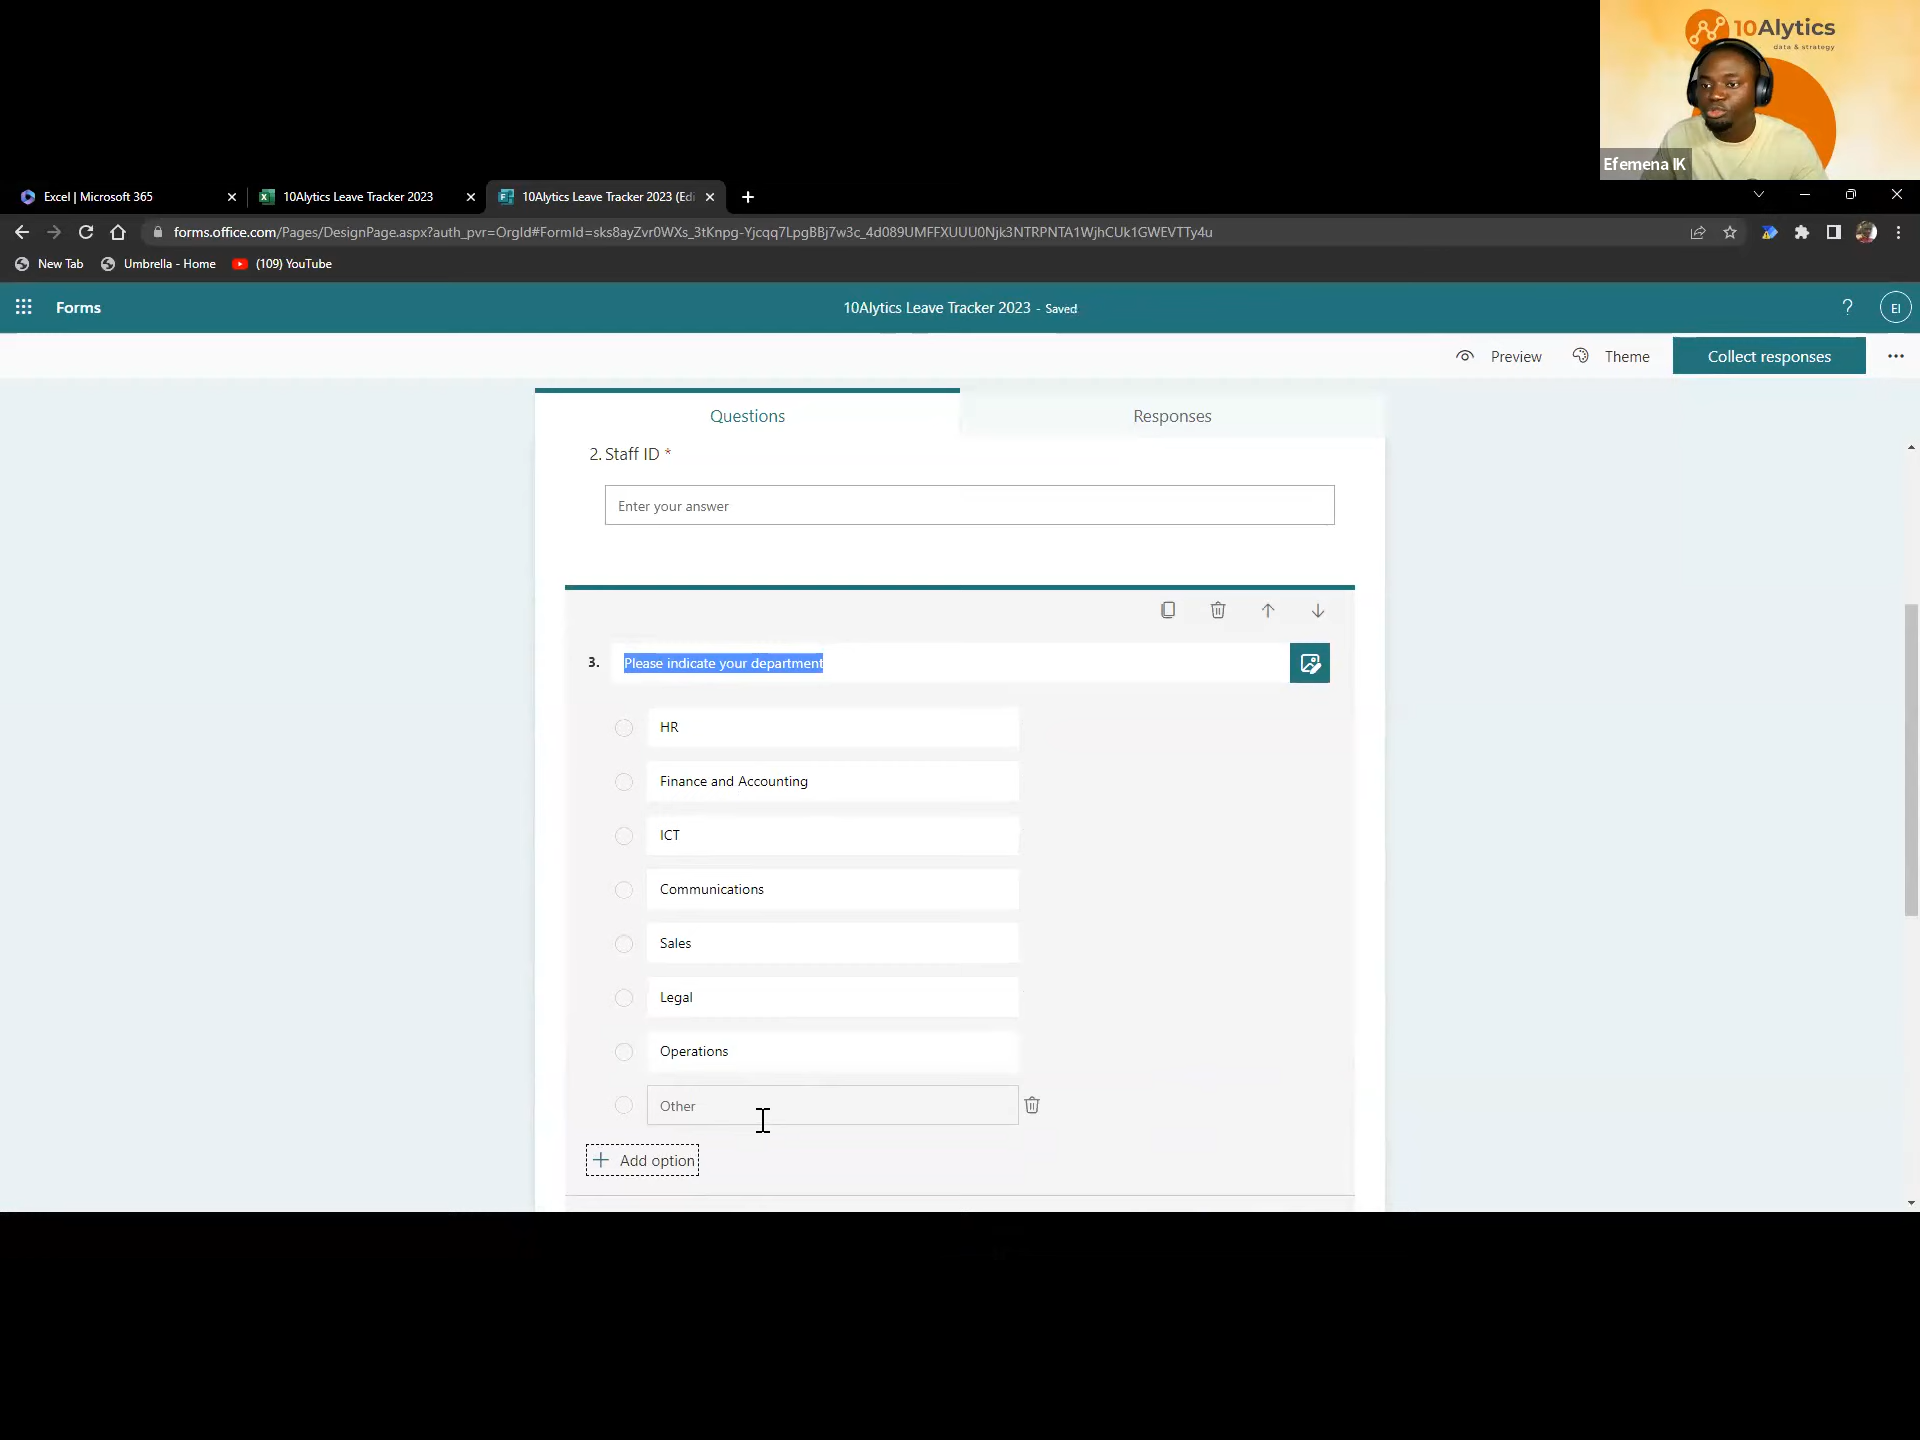 10Alytics
data & strategy
Efemena IK
Excel | Microsoft 365
10Alytics Leave Tracker 2023
10Alytics Leave Tracker 2023 (Edi
forms.office.com/Pages/DesignPage.aspx?auth_pvr=OrgId#FormId=sks8ayZvr0WXs_3tKnpg-Yjcqq7LpgBBj7w3c_4d089UMFFXUUU0Njk3NTRPNTA1WjhCUk1GWEVTTy4u
New Tab
Umbrella - Home
(109) YouTube
Forms
10Alytics Leave Tracker 2023 - Saved
?
EI
Preview
Theme
Collect responses
Questions
Responses
2. Staff ID *
Enter your answer
3. Please indicate your department
HR
Finance and Accounting
ICT
Communications
Sales
Legal
Operations
Other
+ Add option